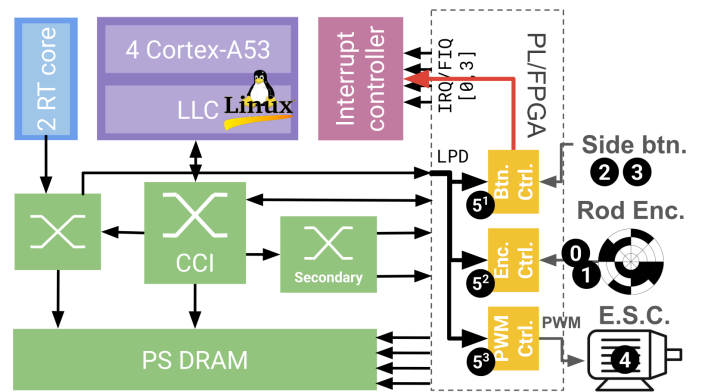 2 RT core
4 Cortex-A53
LLC
Linux
Interrupt
controller
IRQ/FIQ
[0,3]
PL/FPGA
LPD
Btn.
Ctrl.
5¹
Side btn.
2 3
Rod Enc.
0
1
Enc.
Ctrl.
5²
CCI
Secondary
PWM
Ctrl.
5³
PWM
E.S.C.
4
PS DRAM